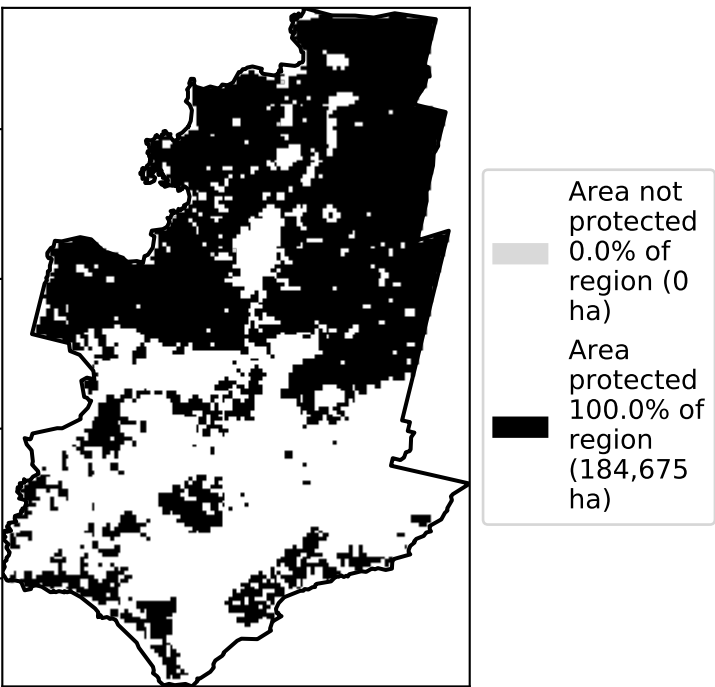 Area not
protected
0.0% of
region (0
ha)
Area
protected
100.0% of
region
(184,675
ha)